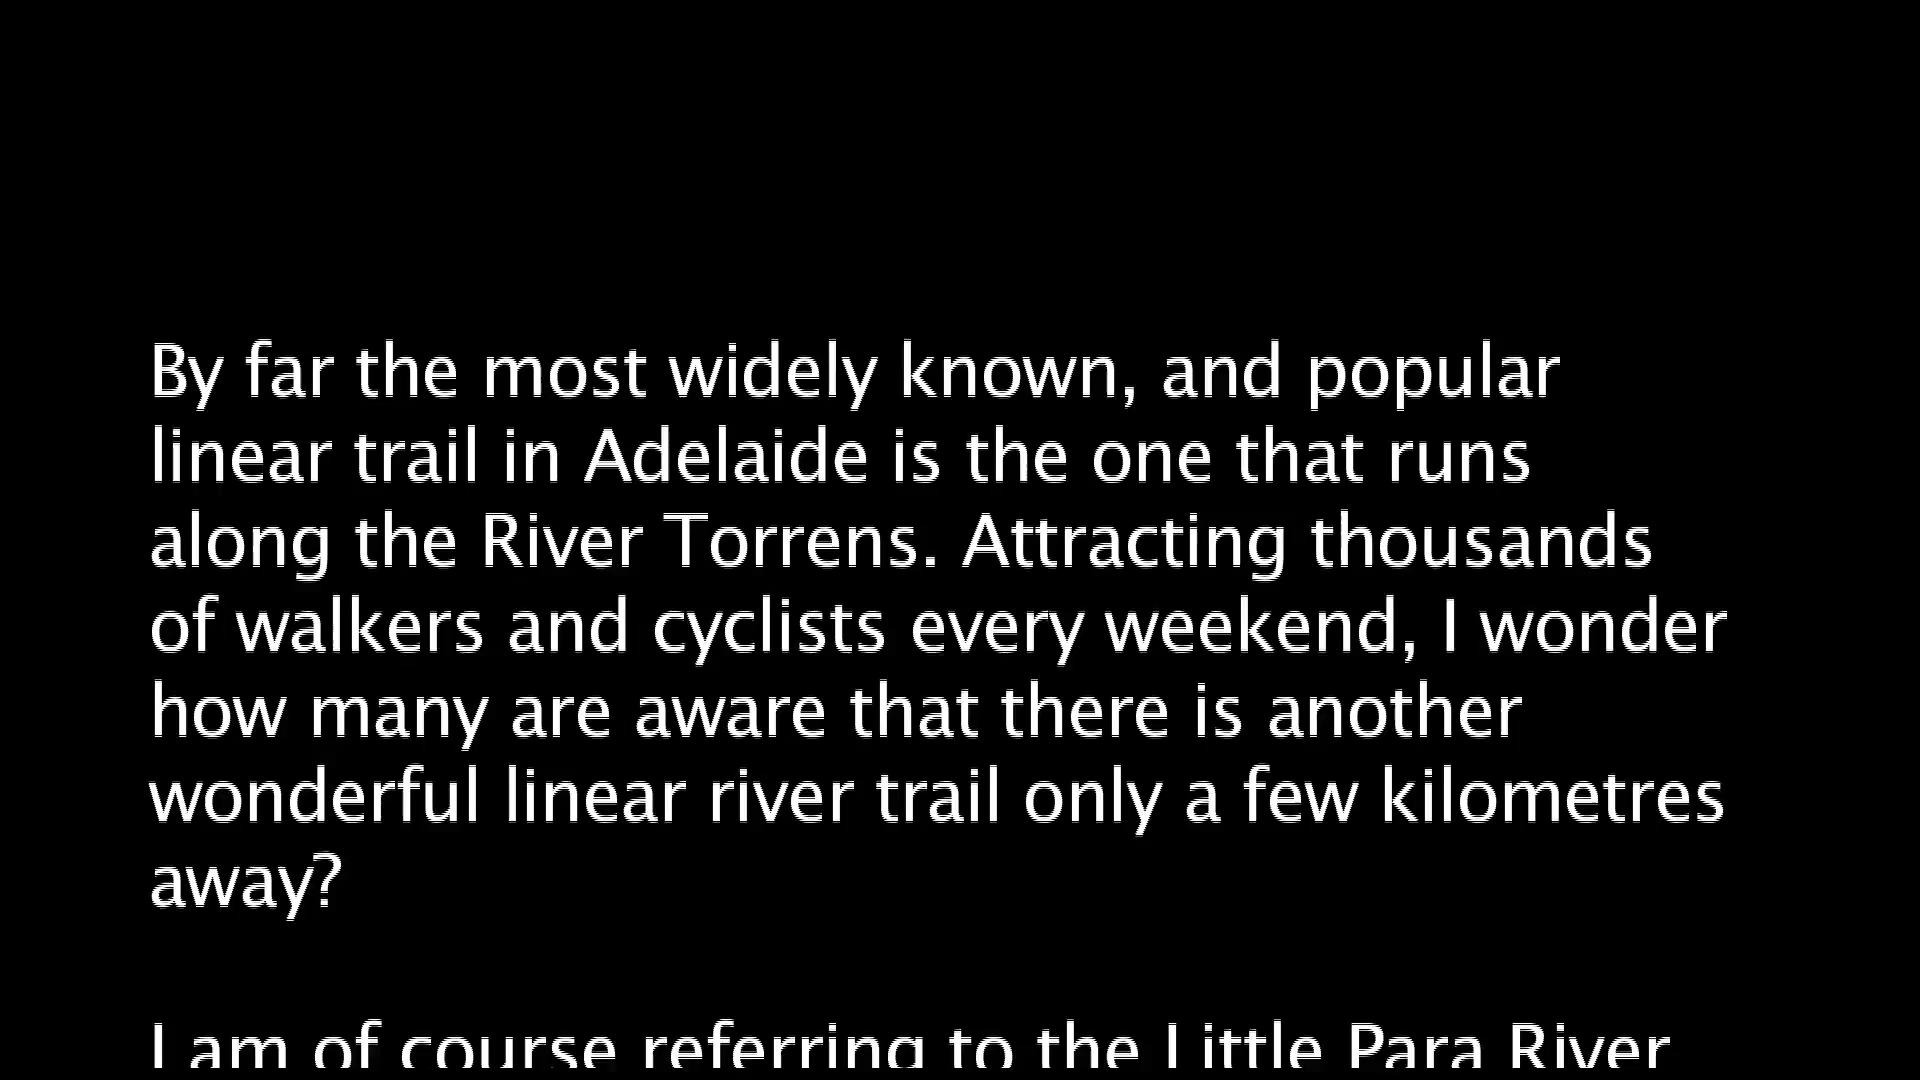 By far the most widely known, and popular
linear trail in Adelaide is the one that runs
along the River Torrens. Attracting thousands
of walkers and cyclists every weekend, I wonder
how many are aware that there is another
wonderful linear river trail only a few kilometres
away?
I am of course referring to the Little Para River